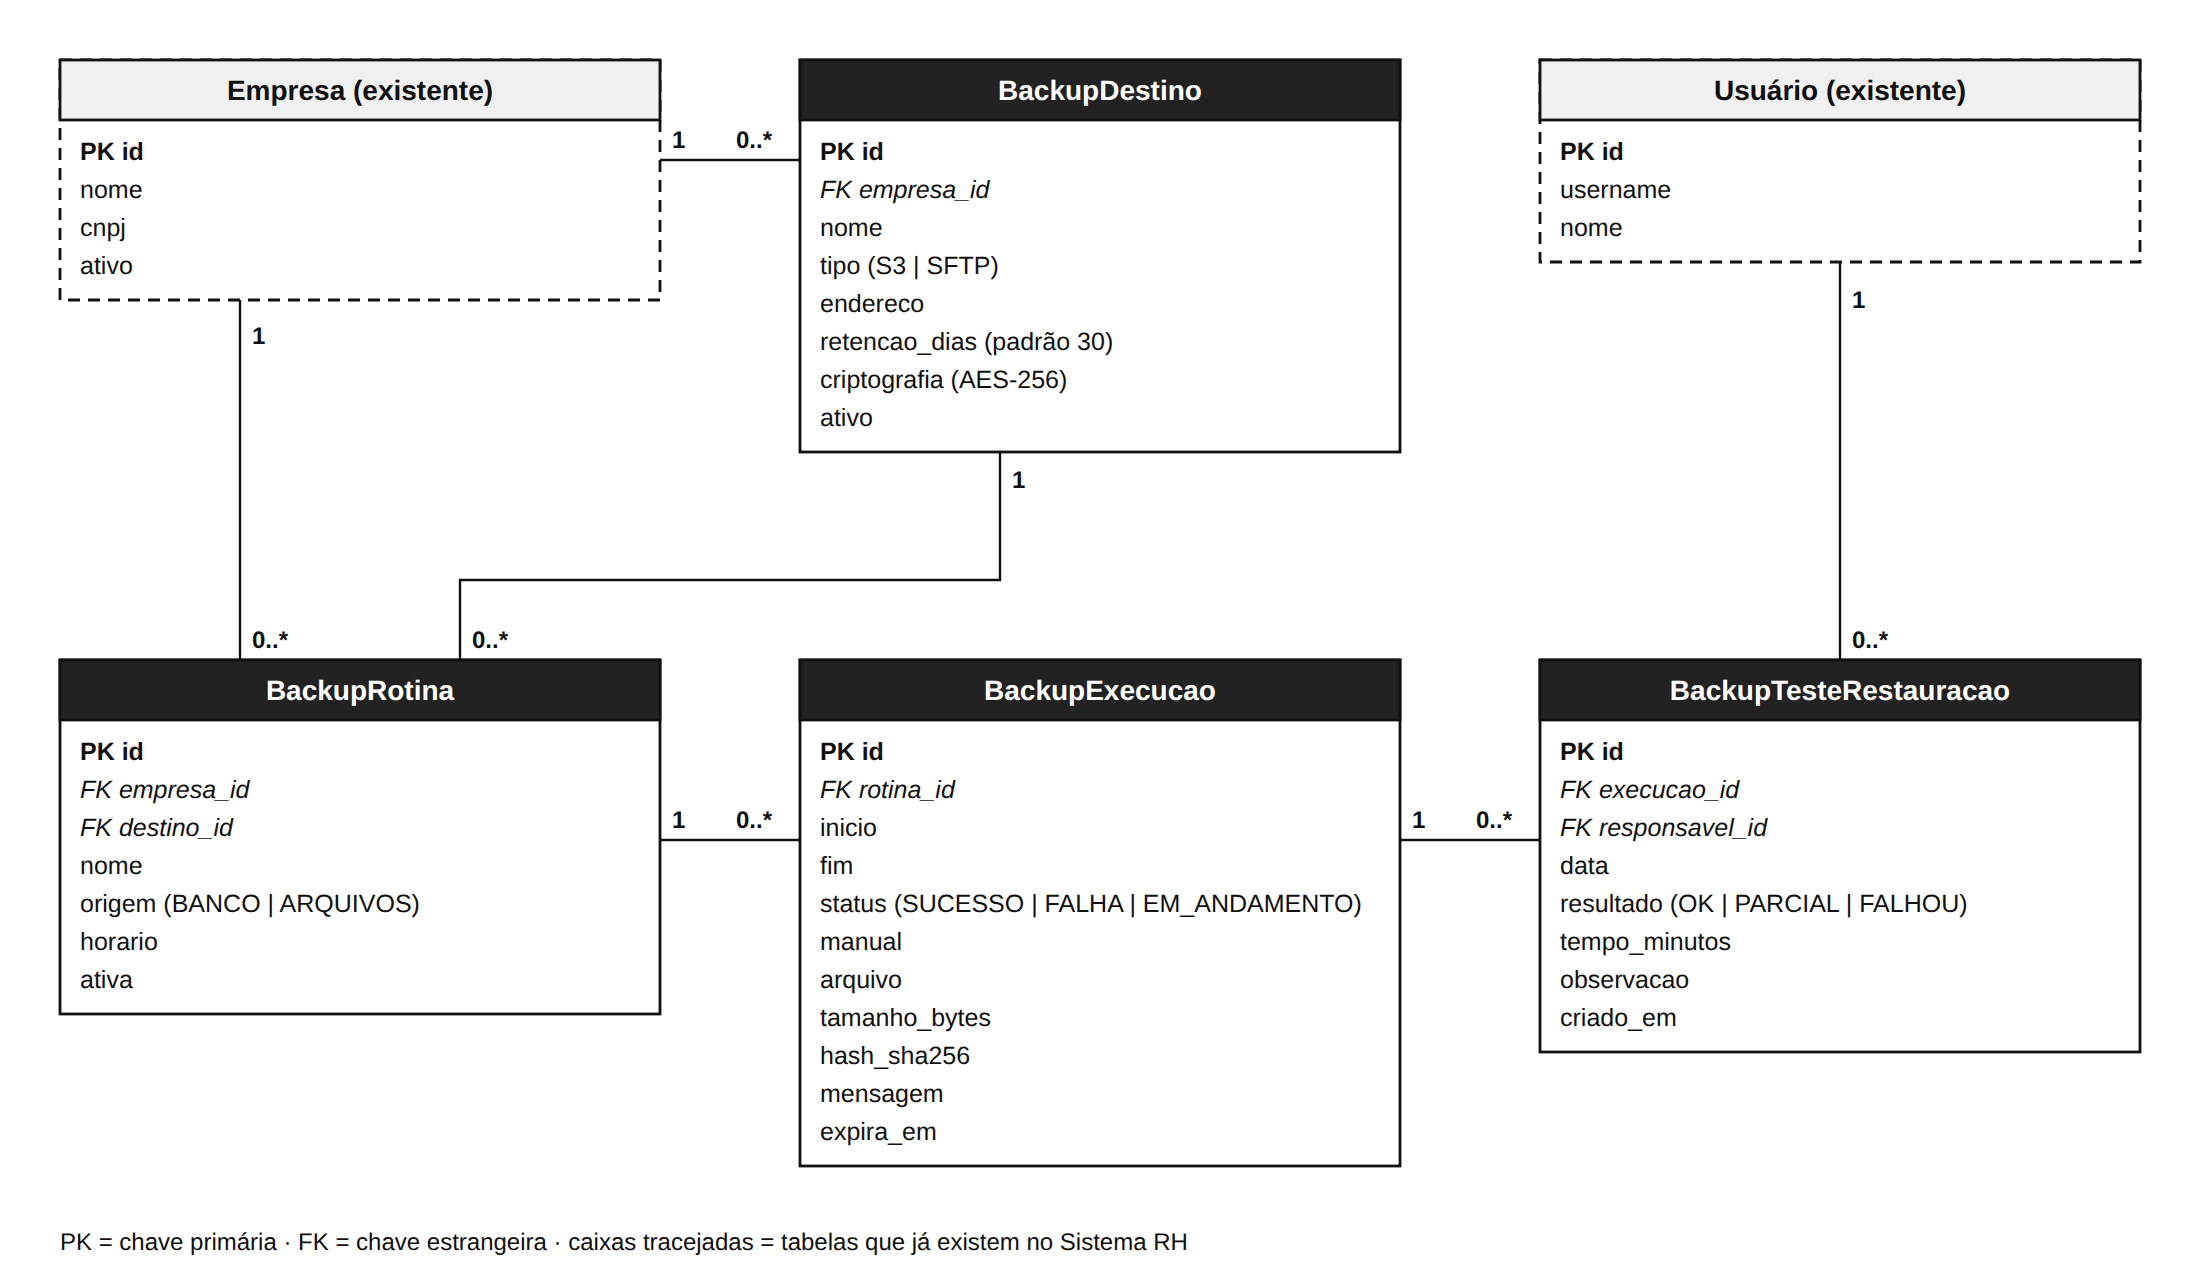 Empresa (existente)
PK id
nome
cnpj
ativo
1
0..*
BackupDestino
PK id
FK empresa_id
nome
tipo (S3 | SFTP)
endereco
retencao_dias (padrão 30)
criptografia (AES-256)
ativo
Usuário (existente)
PK id
username
nome
1
1
1
0..*
0..*
0..*
BackupRotina
PK id
FK empresa_id
FK destino_id
nome
origem (BANCO | ARQUIVOS)
horario
ativa
1
0..*
BackupExecucao
PK id
FK rotina_id
inicio
fim
status (SUCESSO | FALHA | EM_ANDAMENTO)
manual
arquivo
tamanho_bytes
hash_sha256
mensagem
expira_em
1
0..*
BackupTesteRestauracao
PK id
FK execucao_id
FK responsavel_id
data
resultado (OK | PARCIAL | FALHOU)
tempo_minutos
observacao
criado_em
PK = chave primária · FK = chave estrangeira · caixas tracejadas = tabelas que já existem no Sistema RH